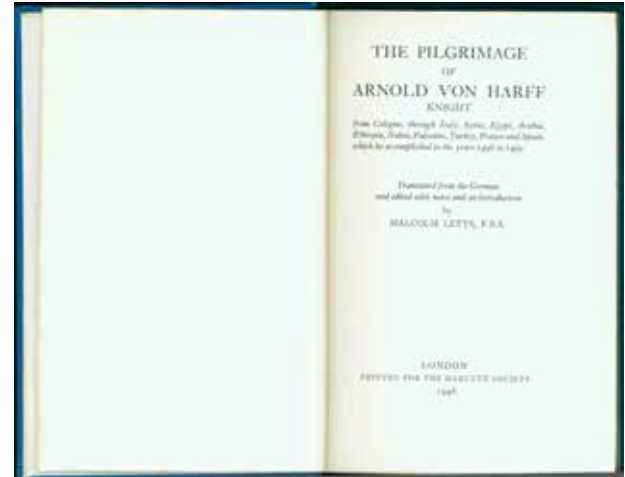 THE PILGRIMAGE
OF
ARNOLD VON HARFF
KNIGHT
from Cologne, through Italy, Syria, Egypt, Arabia,
Ethiopia, Nubia, Palestine, Turkey, France and Spain,
which he accomplished in the years 1496 to 1499
Translated from the German
and edited with notes and an introduction
by
MALCOLM LETTS, F.S.A.
LONDON
PRINTED FOR THE HAKLUYT SOCIETY
1946